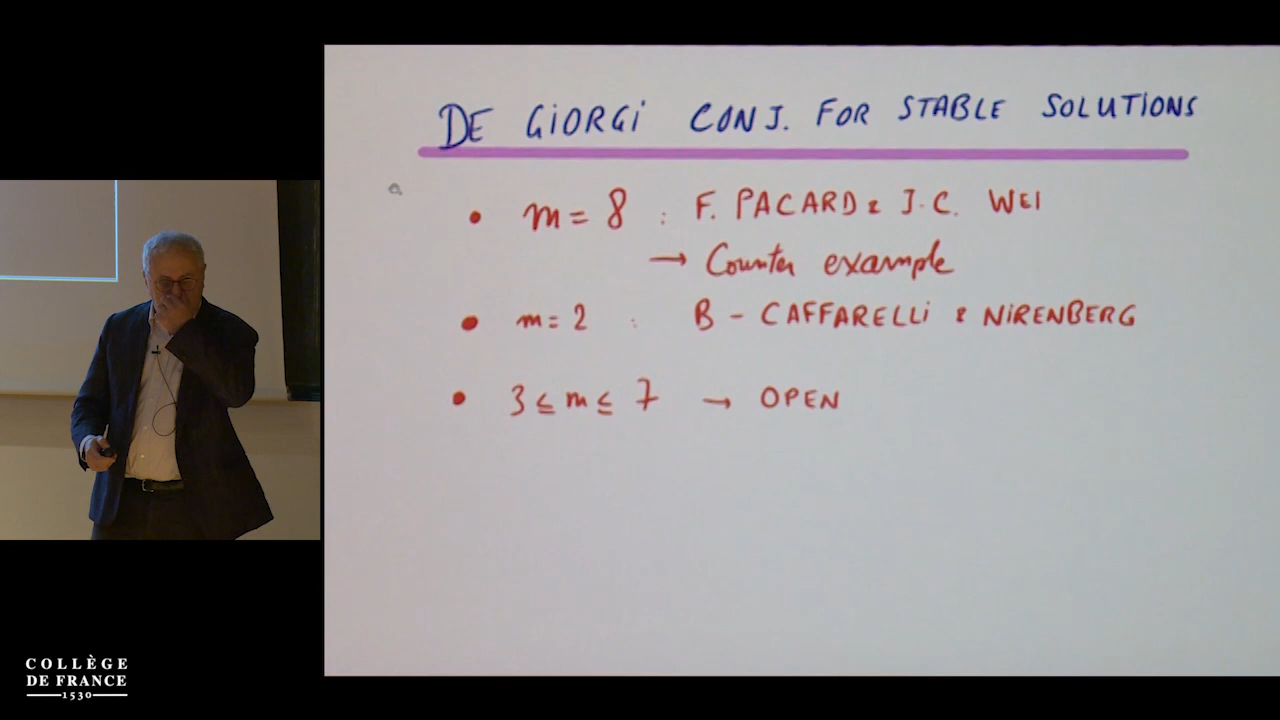 DE GIORGI CONJ. FOR STABLE SOLUTIONS
• m = 8 : F. PACARD & J.C. WEI
→ Counter example
• m = 2 : B - CAFFARELLI & NIRENBERG
• 3 ≤ m ≤ 7 → OPEN
COLLÈGE
DE FRANCE
1530